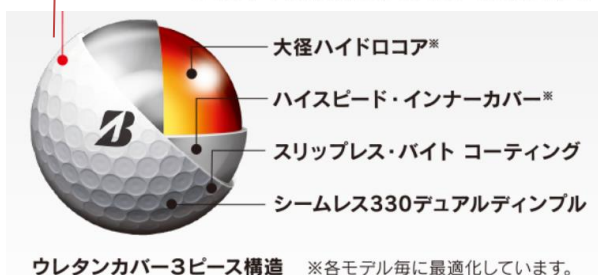 大径ハイドロコア※
ハイスピード・インナーカバー※
スリップレス・バイト コーティング
シームレス330デュアルディンプル
ウレタンカバー3ピース構造 ※各モデル毎に最適化しています。